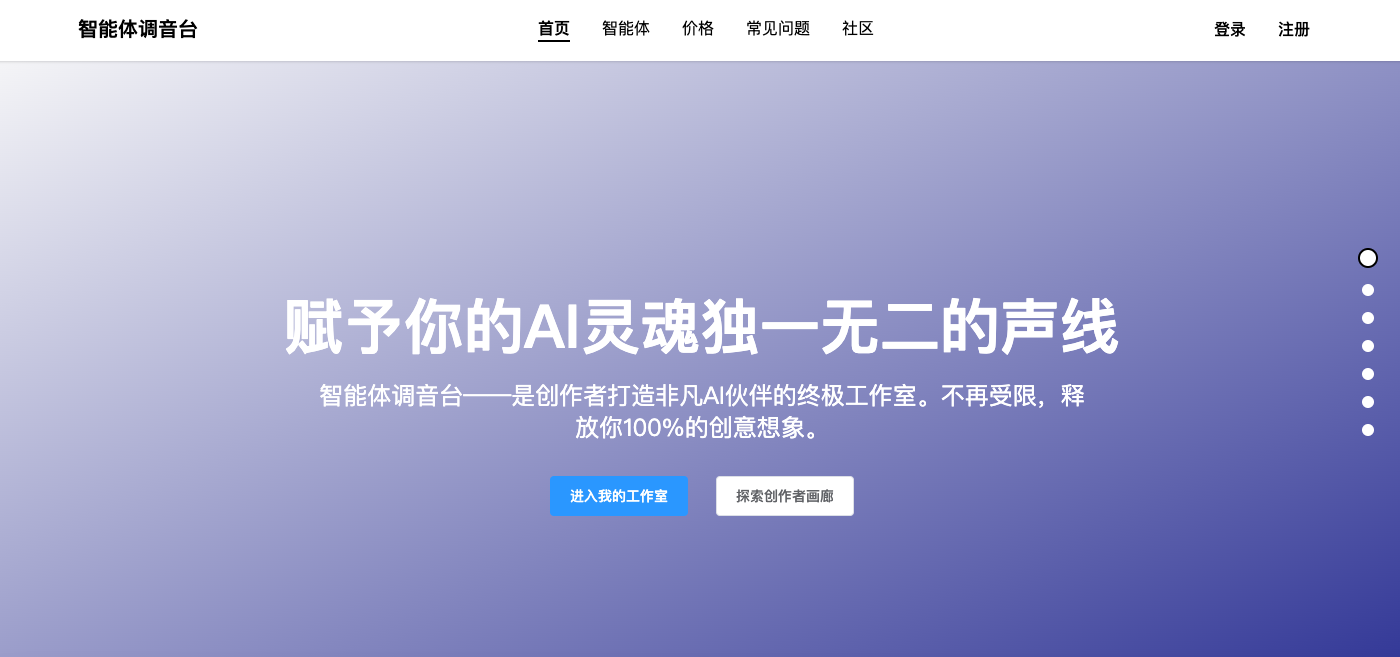 智能体调音台
首页 智能体 价格 常见问题 社区
登录 注册
赋予你的AI灵魂独一无二的声线
智能体调音台——是创作者打造非凡AI伙伴的终极工作室。不再受限，释
放你100%的创意想象。
进入我的工作室 探索创作者画廊